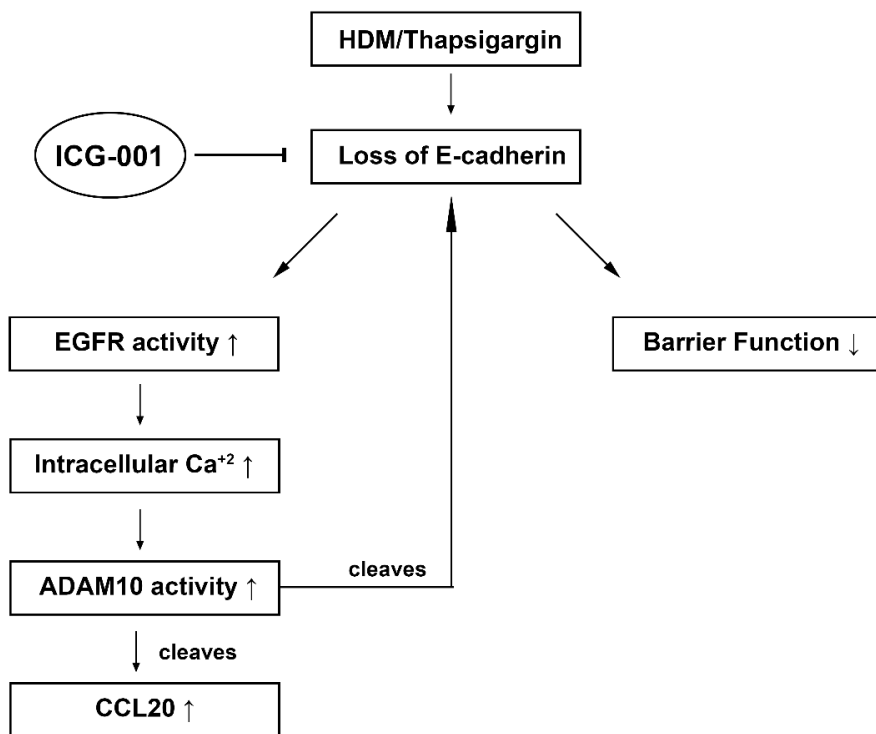 HDM/Thapsigargin
ICG-001
Loss of E-cadherin
EGFR activity ↑
Barrier Function ↓
Intracellular Ca⁺² ↑
ADAM10 activity ↑
cleaves
cleaves
CCL20 ↑